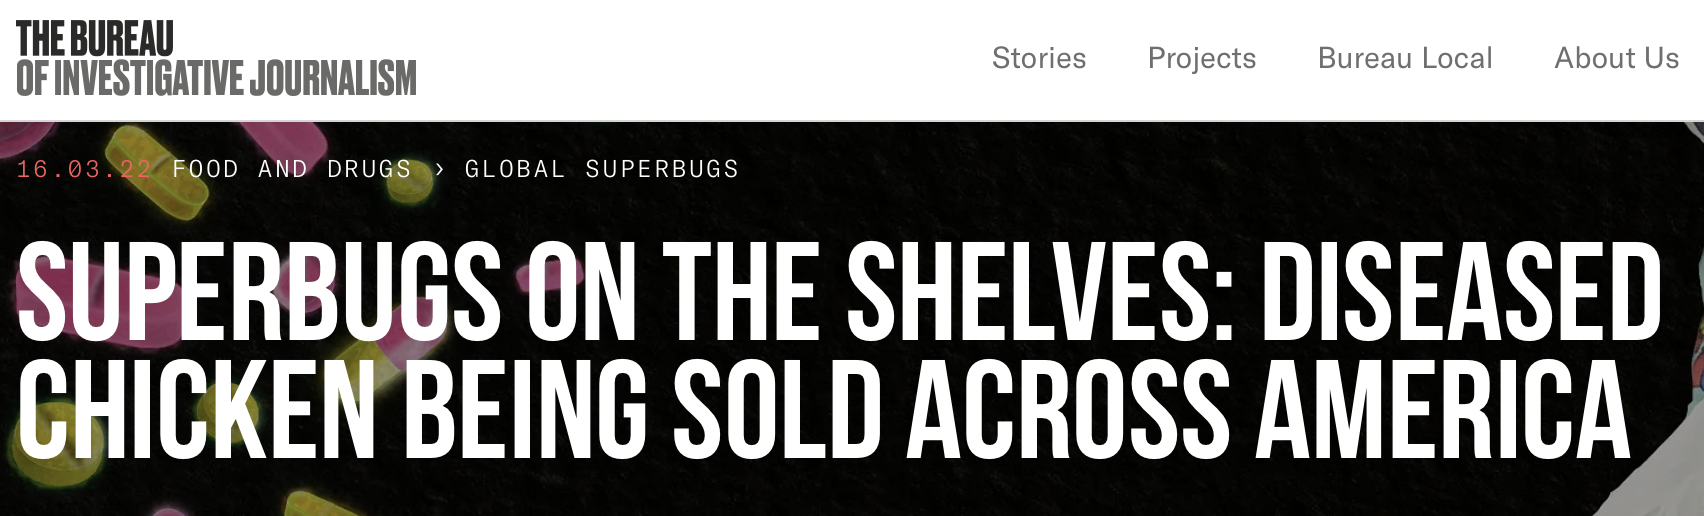 THE BUREAU
OF INVESTIGATIVE JOURNALISM
Stories Projects Bureau Local About Us
16.03.22 FOOD AND DRUGS › GLOBAL SUPERBUGS
SUPERBUGS ON THE SHELVES: DISEASED
CHICKEN BEING SOLD ACROSS AMERICA